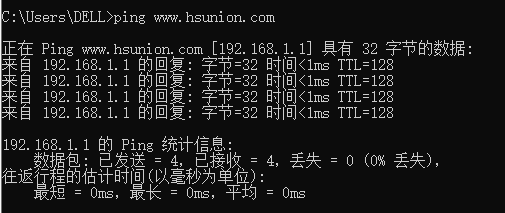 C:\Users\DELL>ping www.hsunion.com
正在 Ping www.hsunion.com [192.168.1.1] 具有 32 字节的数据:
来自 192.168.1.1 的回复: 字节=32 时间<1ms TTL=128
来自 192.168.1.1 的回复: 字节=32 时间<1ms TTL=128
来自 192.168.1.1 的回复: 字节=32 时间<1ms TTL=128
来自 192.168.1.1 的回复: 字节=32 时间<1ms TTL=128
192.168.1.1 的 Ping 统计信息:
数据包: 已发送 = 4, 已接收 = 4, 丢失 = 0 (0% 丢失),
往返行程的估计时间(以毫秒为单位):
最短 = 0ms, 最长 = 0ms, 平均 = 0ms